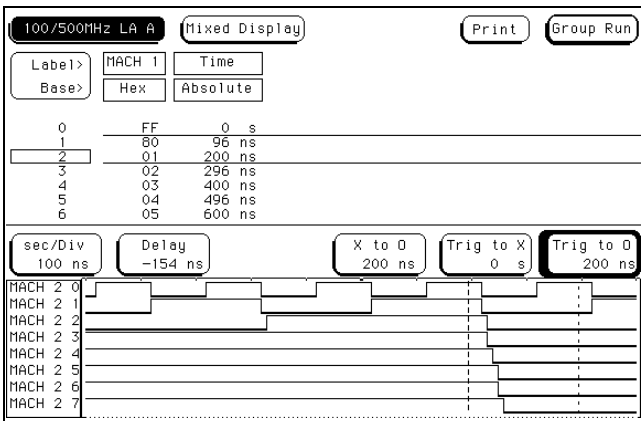 100/500MHz LA A Mixed Display Print Group Run
Label> MACH 1 Time
Base> Hex Absolute
0 FF 0 s
1 80 96 ns
2 01 200 ns
3 02 296 ns
4 03 400 ns
5 04 496 ns
6 05 600 ns
sec/Div Delay X to O Trig to X Trig to O
100 ns -154 ns 200 ns 0 s 200 ns
MACH 2 0
MACH 2 1
MACH 2 2
MACH 2 3
MACH 2 4
MACH 2 5
MACH 2 6
MACH 2 7